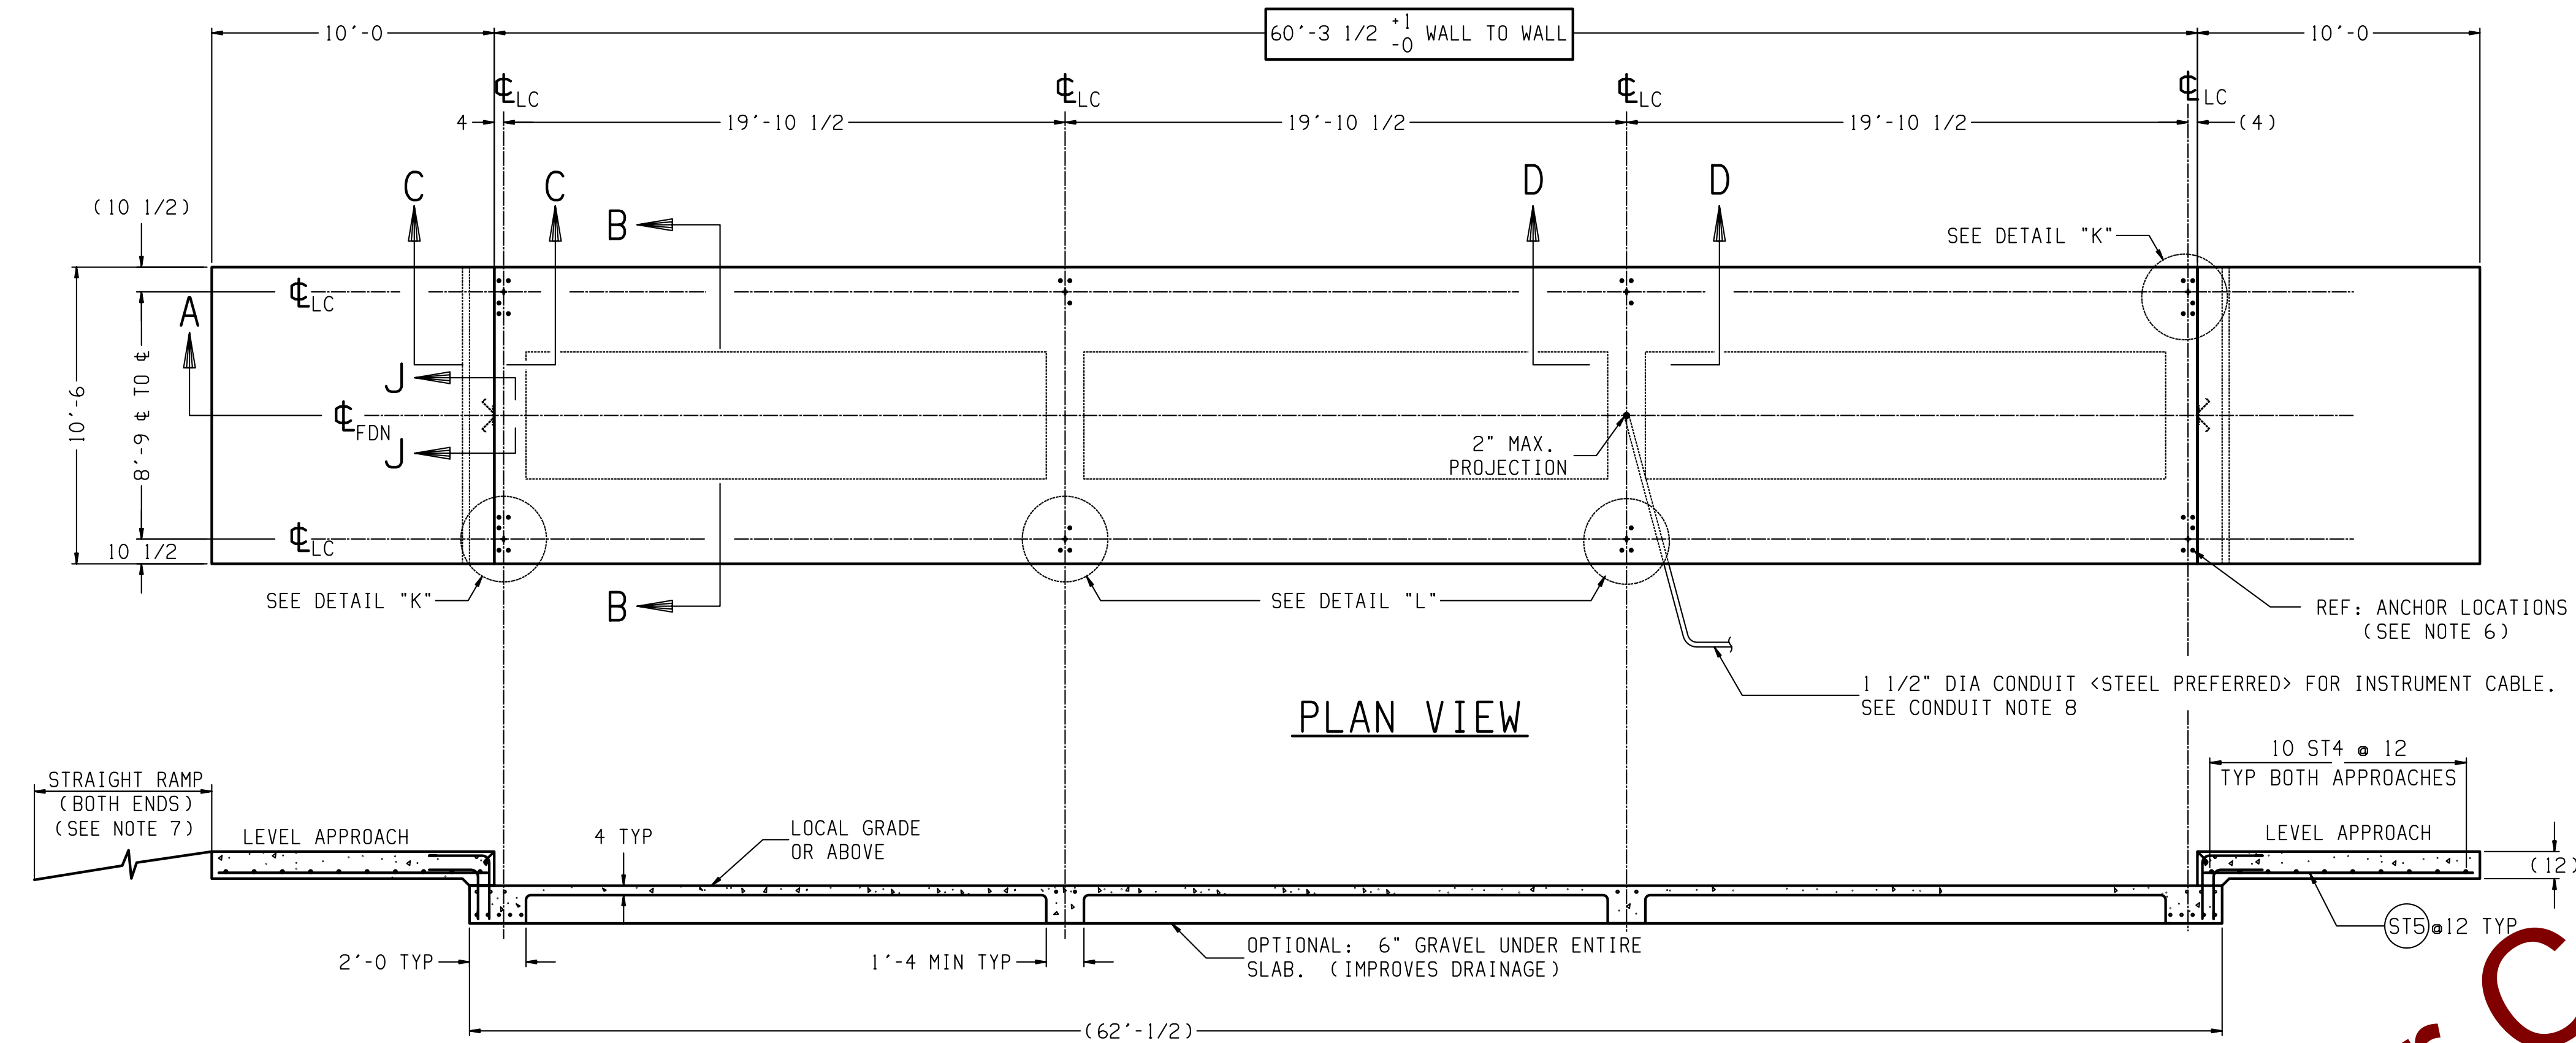 10´-0
60´-3 1/2 +1 -0 WALL TO WALL
10´-0
℄LC
℄LC
℄LC
℄LC
4
19´-10 1/2
19´-10 1/2
19´-10 1/2
(4)
C
C
B
D
D
(10 1/2)
SEE DETAIL "K"
A
℄LC
10´-6
8´-9 ℄ TO ℄
J
℄FDN
J
2" MAX.
PROJECTION
℄LC
10 1/2
SEE DETAIL "K"
B
SEE DETAIL "L"
REF: ANCHOR LOCATIONS
(SEE NOTE 6)
1 1/2" DIA CONDUIT <STEEL PREFERRED> FOR INSTRUMENT CABLE.
SEE CONDUIT NOTE 8
PLAN VIEW
STRAIGHT RAMP
(BOTH ENDS)
(SEE NOTE 7)
LEVEL APPROACH
4 TYP
LOCAL GRADE
OR ABOVE
10 ST4 @ 12
TYP BOTH APPROACHES
LEVEL APPROACH
(12)
ST5 @12 TYP
2´-0 TYP
1´-4 MIN TYP
OPTIONAL: 6" GRAVEL UNDER ENTIRE
SLAB. (IMPROVES DRAINAGE)
(62´-1/2)